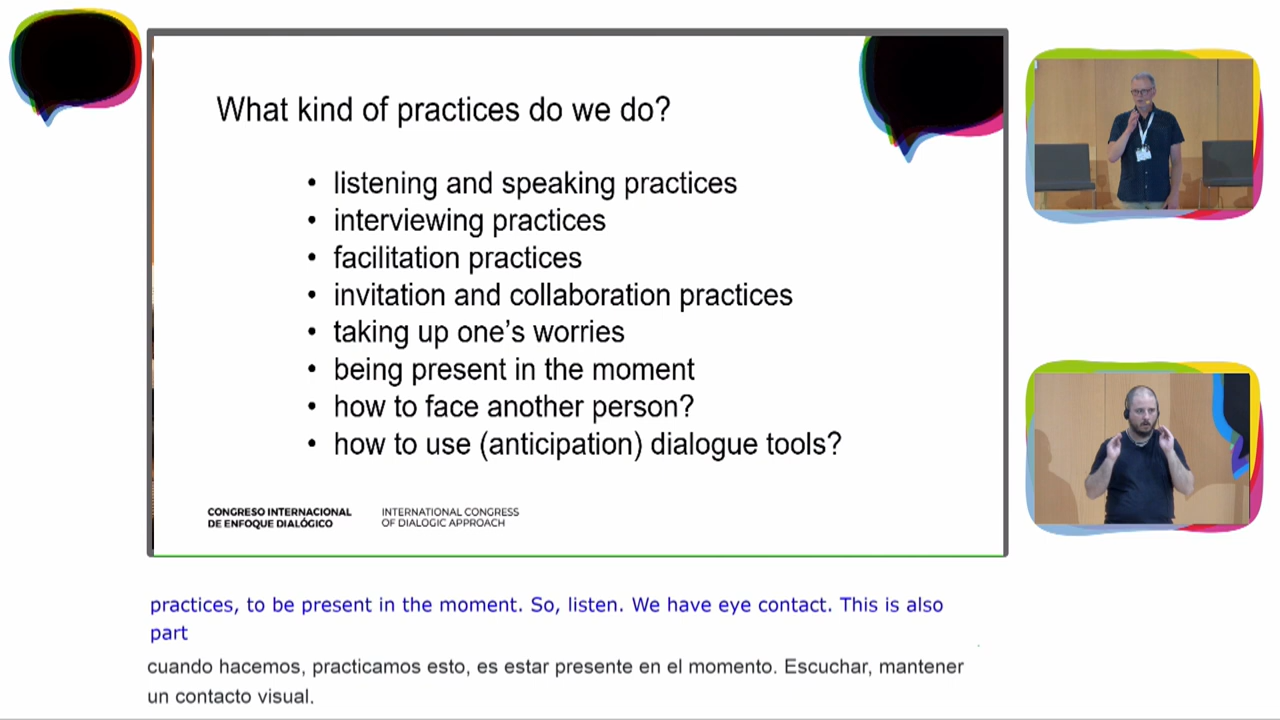 What kind of practices do we do?
• listening and speaking practices
• interviewing practices
• facilitation practices
• invitation and collaboration practices
• taking up one’s worries
• being present in the moment
• how to face another person?
• how to use (anticipation) dialogue tools?
CONGRESO INTERNACIONAL
DE ENFOQUE DIALÓGICO
INTERNATIONAL CONGRESS
OF DIALOGIC APPROACH
practices, to be present in the moment. So, listen. We have eye contact. This is also
part
cuando hacemos, practicamos esto, es estar presente en el momento. Escuchar, mantener
un contacto visual.